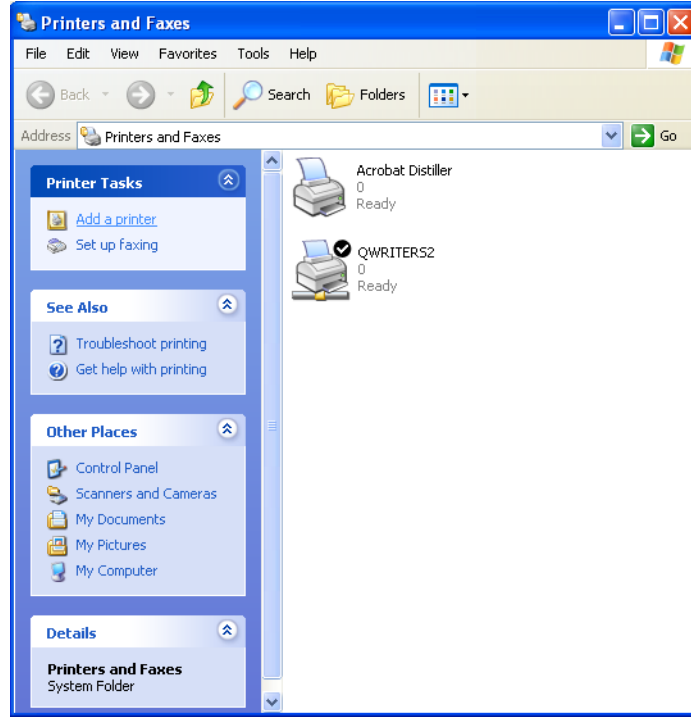 Printers and Faxes
File Edit View Favorites Tools Help
Back Search Folders
Address Printers and Faxes Go
Printer Tasks
Add a printer
Set up faxing
See Also
Troubleshoot printing
Get help with printing
Other Places
Control Panel
Scanners and Cameras
My Documents
My Pictures
My Computer
Details
Printers and Faxes
System Folder
Acrobat Distiller
0
Ready
QWRITERS2
0
Ready